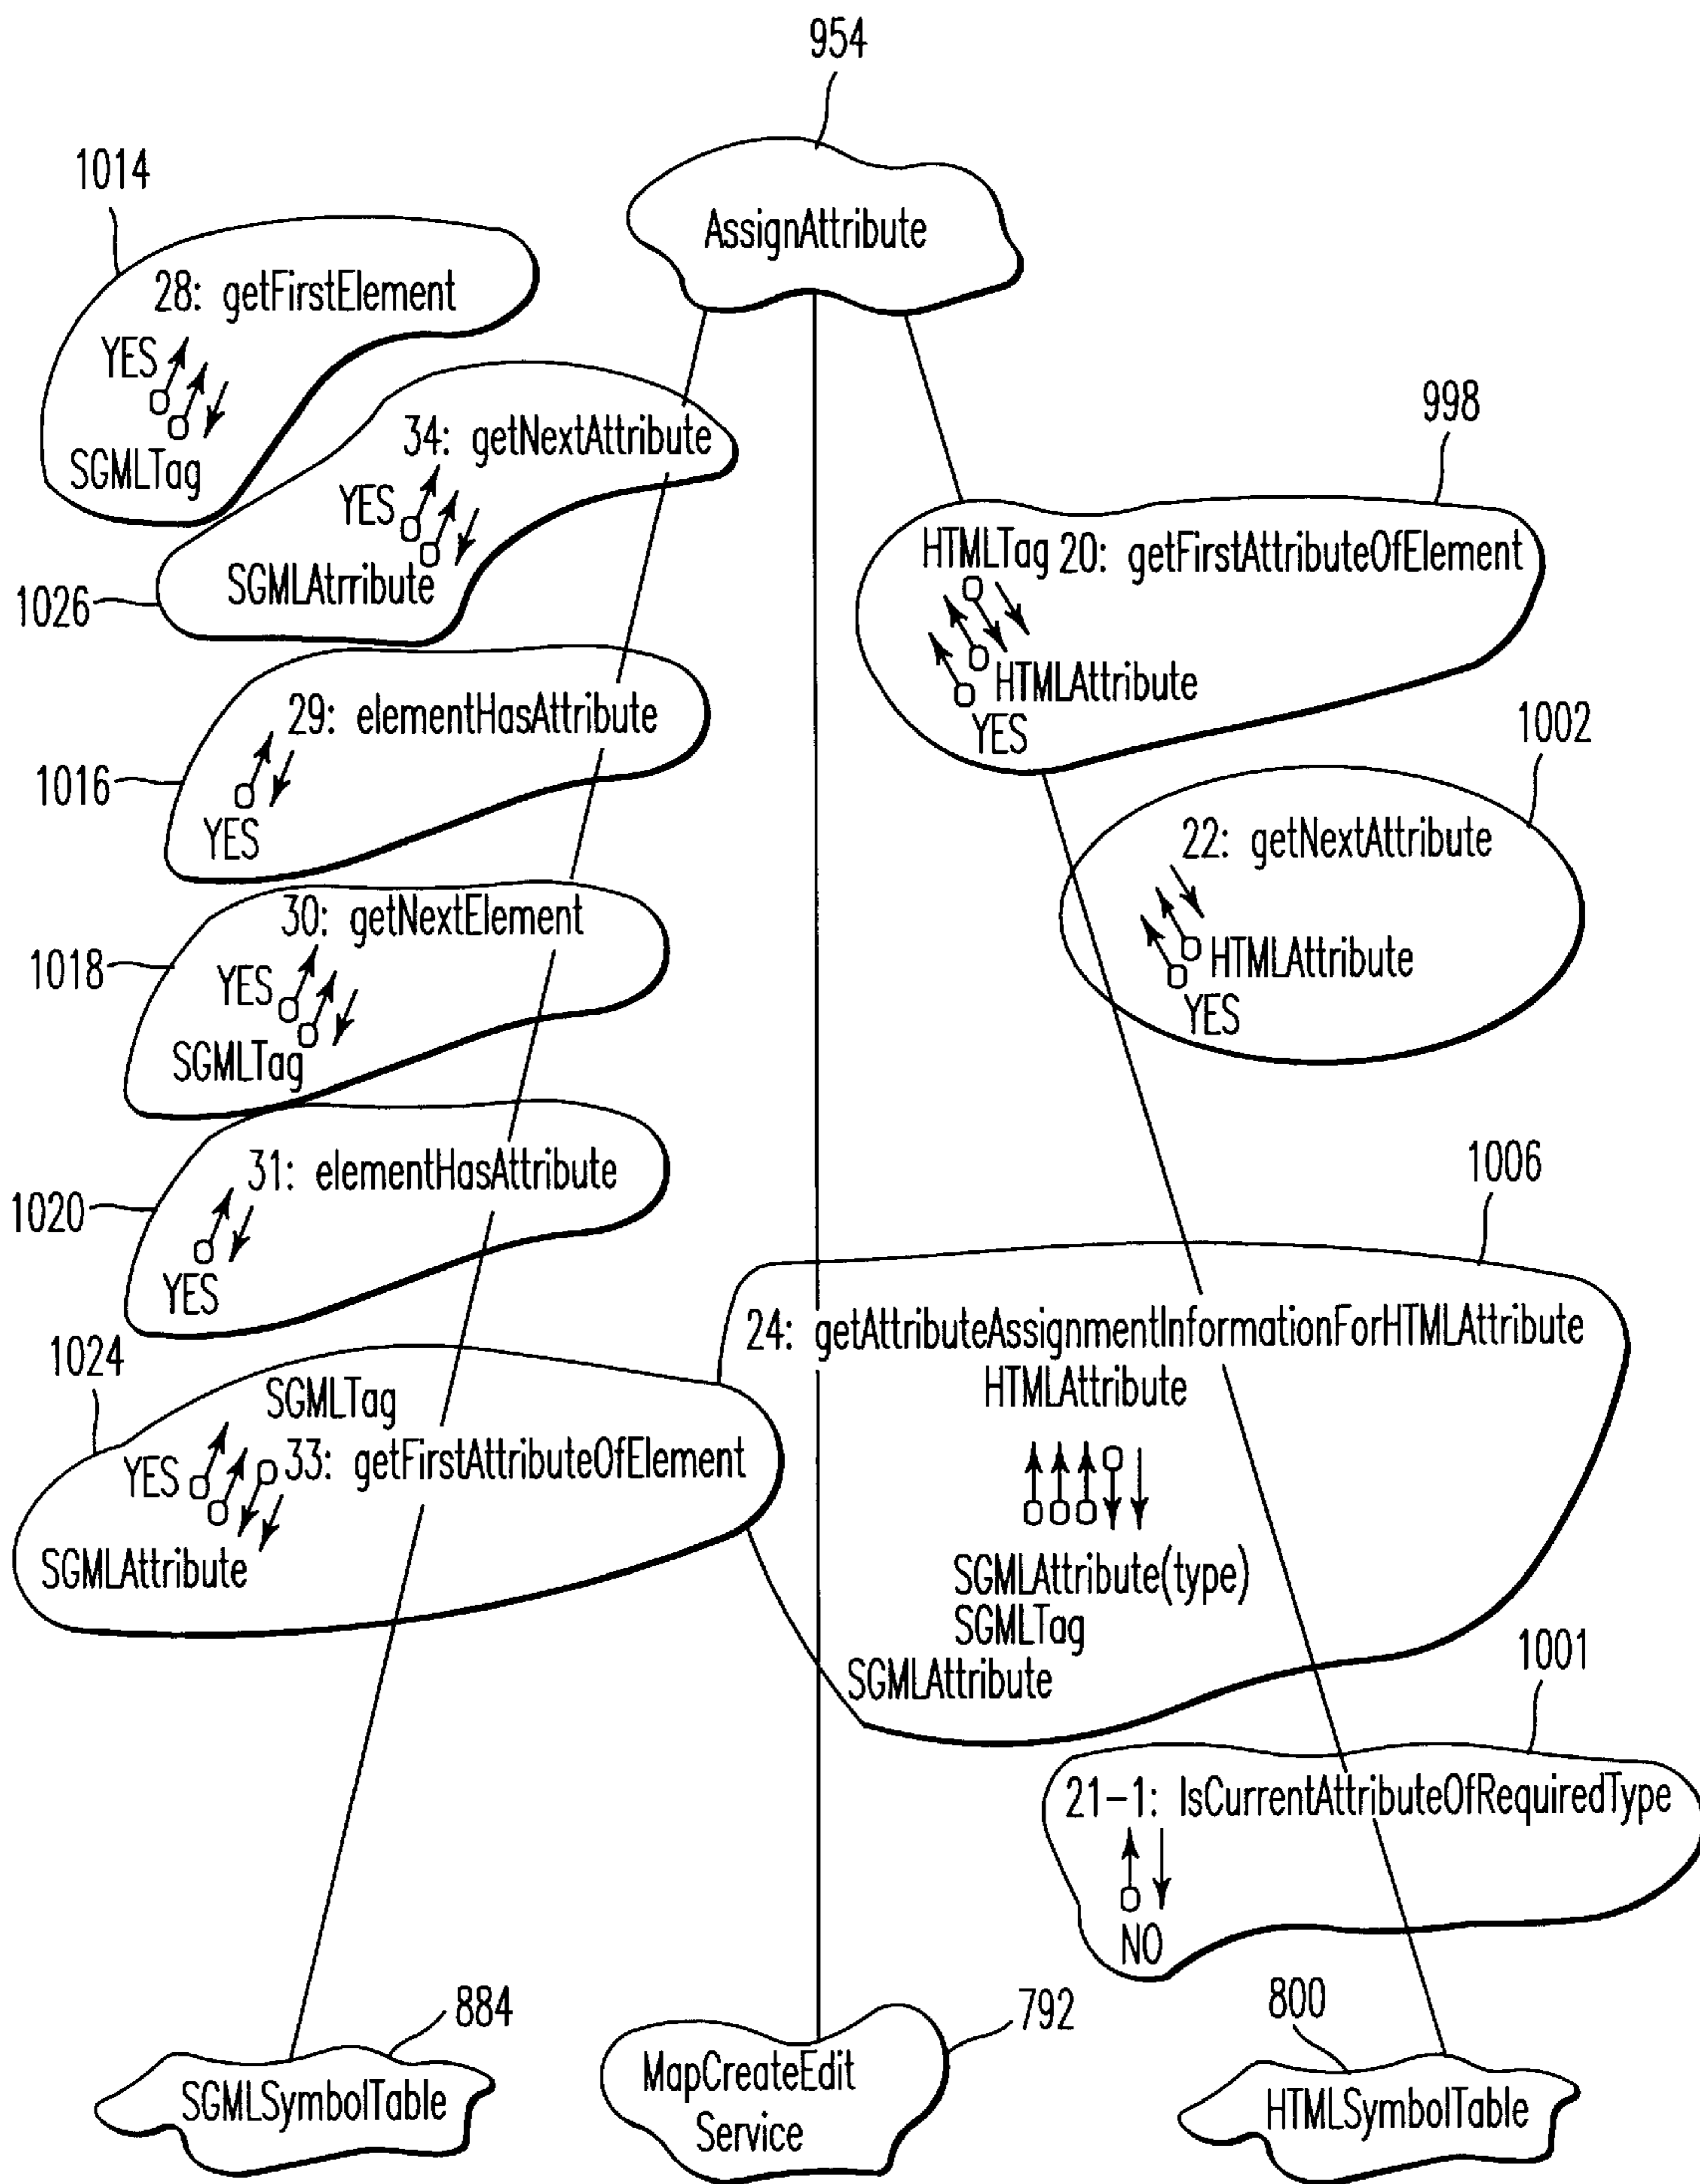 954
AssignAttribute
1014
28: getFirstElement
YES
SGMLTag
34: getNextAttribute
YES
SGMLAtrribute
1026
998
HTMLTag 20: getFirstAttributeOfElement
HTMLAttribute
YES
29: elementHasAttribute
1016
YES
1002
22: getNextAttribute
HTMLAttribute
YES
30: getNextElement
1018
YES
SGMLTag
31: elementHasAttribute
1020
YES
1006
24: getAttributeAssignmentInformationForHTMLAttribute
HTMLAttribute
SGMLAttribute(type)
SGMLTag
SGMLAttribute
1024
SGMLTag
YES
33: getFirstAttributeOfElement
SGMLAttribute
1001
21-1: IsCurrentAttributeOfRequiredType
NO
884
SGMLSymbolTable
792
MapCreateEdit
Service
800
HTMLSymbolTable